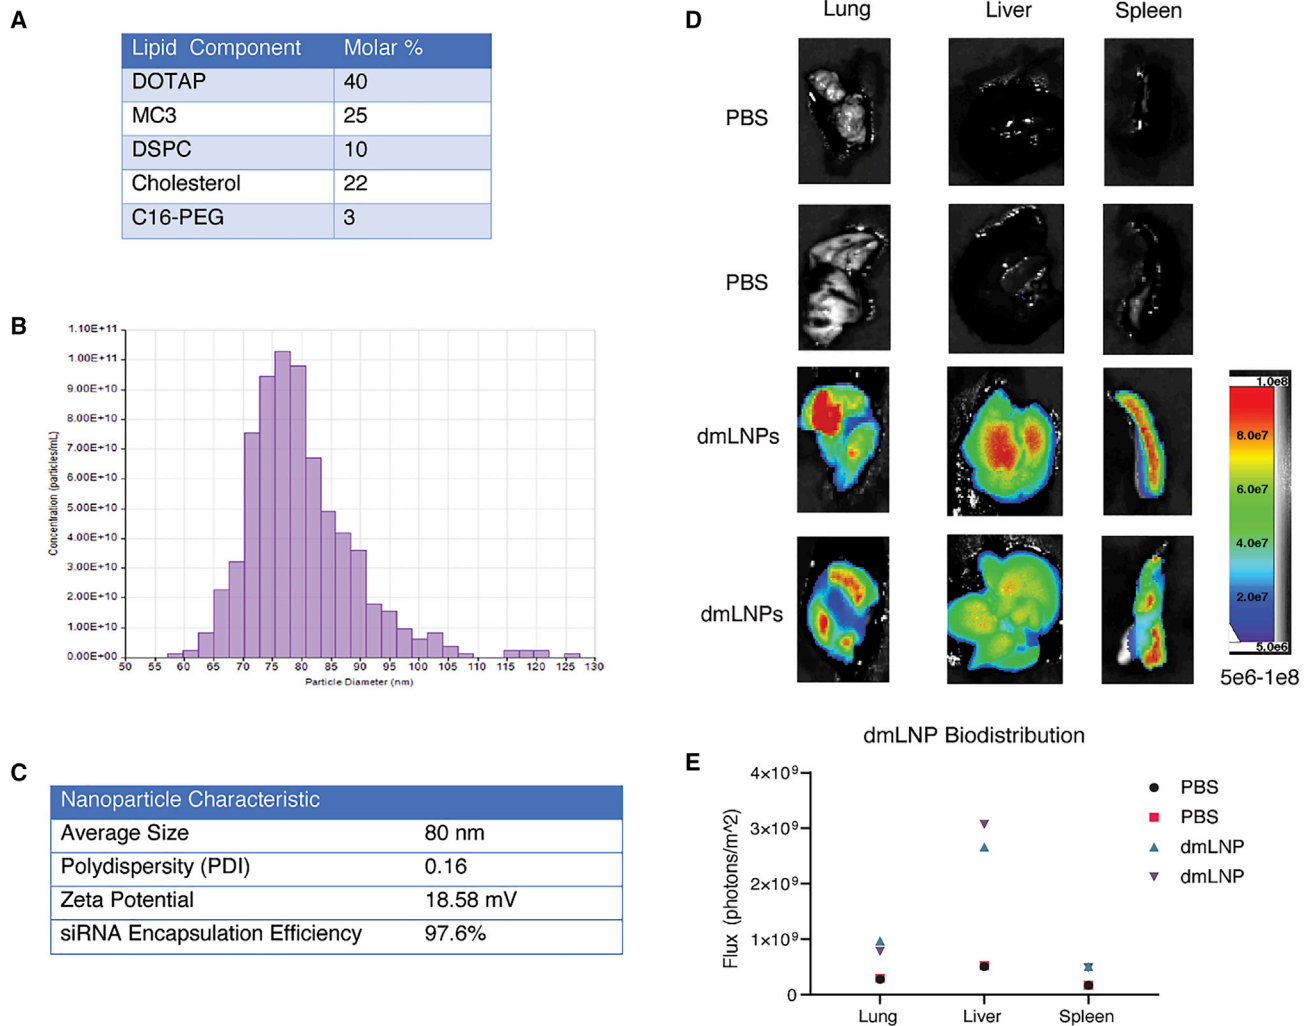 A
Lipid Component Molar %
DOTAP 40
MC3 25
DSPC 10
Cholesterol 22
C16-PEG 3
B
1.10E+11
1.00E+11
9.00E+10
8.00E+10
7.00E+10
6.00E+10
5.00E+10
4.00E+10
3.00E+10
2.00E+10
1.00E+10
0.00E+00
Concentration (particles/mL)
50 55 60 65 70 75 80 85 90 95 100 105 110 115 120 125 130
Particle Diameter (nm)
C
Nanoparticle Characteristic
Average Size 80 nm
Polydispersity (PDI) 0.16
Zeta Potential 18.58 mV
siRNA Encapsulation Efficiency 97.6%
D
Lung Liver Spleen
PBS
PBS
dmLNPs
dmLNPs
1.0e8
8.0e7
6.0e7
4.0e7
2.0e7
5.0e6
5e6-1e8
E
dmLNP Biodistribution
4×10⁹
3×10⁹
2×10⁹
1×10⁹
0
Flux (photons/m^2)
Lung Liver Spleen
PBS
PBS
dmLNP
dmLNP